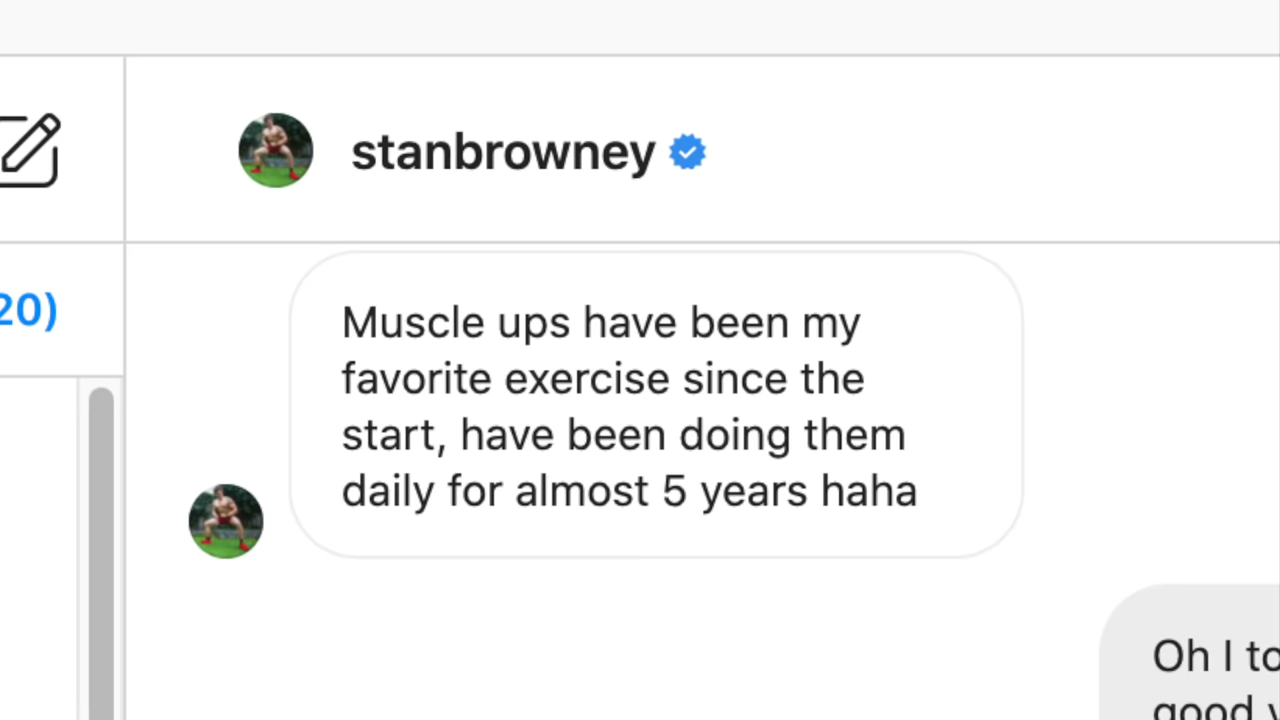 stanbrowney
20)
Muscle ups have been my
favorite exercise since the
start, have been doing them
daily for almost 5 years haha
Oh I
good